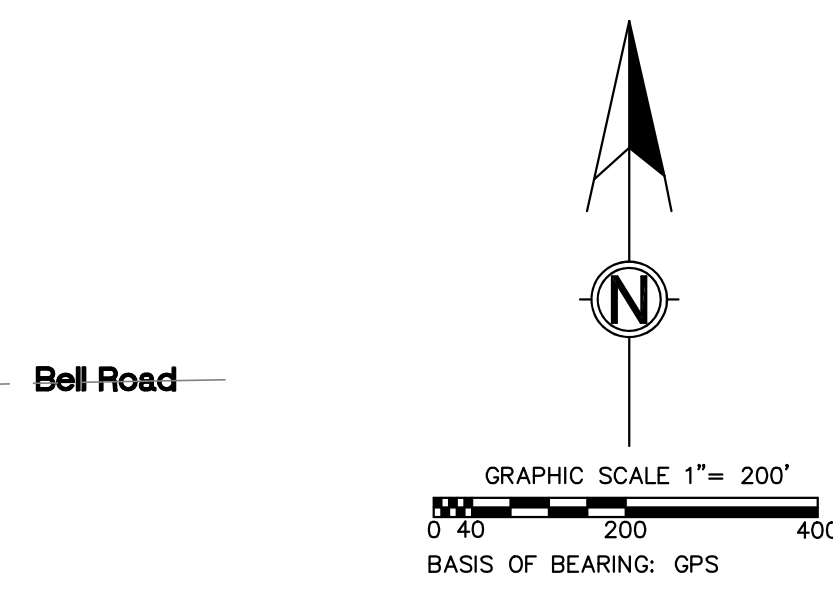 N
Bell Road
GRAPHIC SCALE 1"= 200'
0 40 200 400
BASIS OF BEARING: GPS